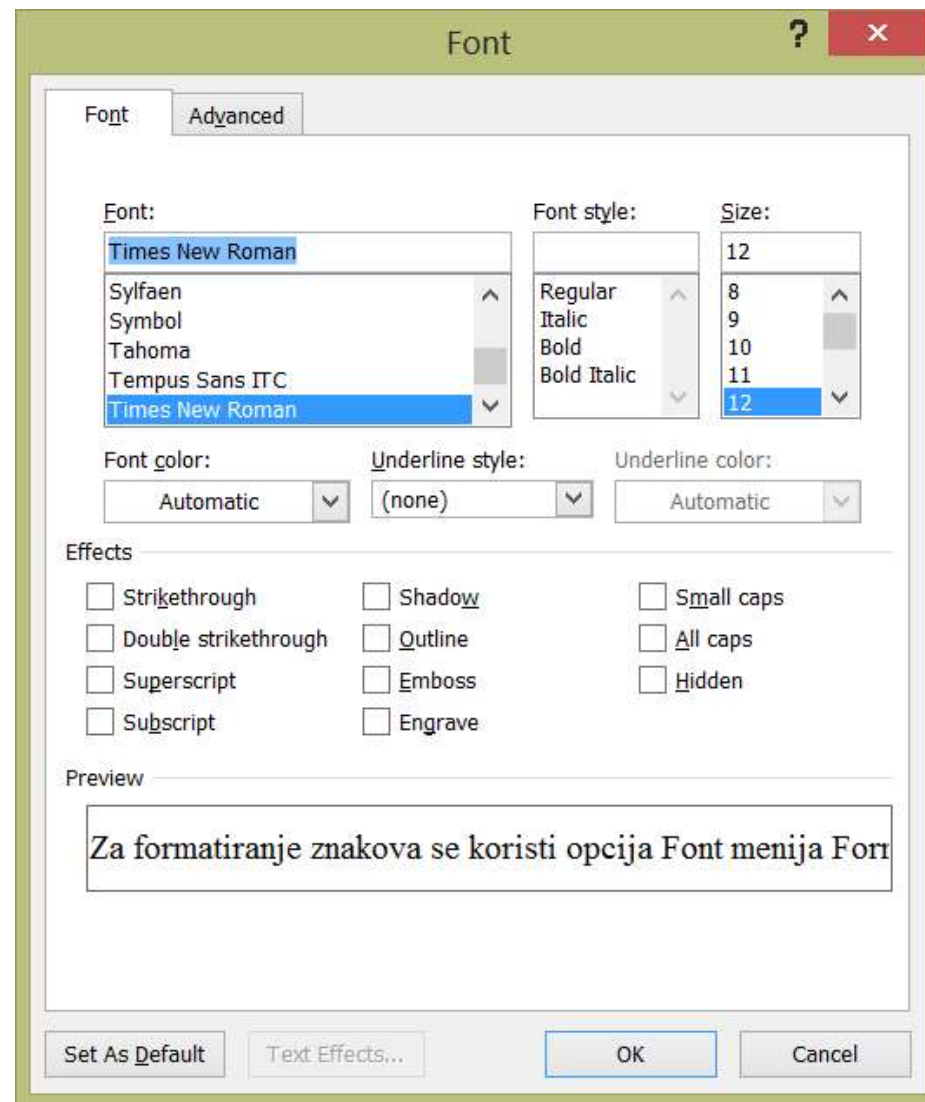 Font ? ×
Font Advanced
Font: Font style: Size:
Times New Roman 12
Sylfaen Regular 8
Symbol Italic 9
Tahoma Bold 10
Tempus Sans ITC Bold Italic 11
Times New Roman 12
Font color: Underline style: Underline color:
Automatic (none) Automatic
Effects
Strikethrough Shadow Small caps
Double strikethrough Outline All caps
Superscript Emboss Hidden
Subscript Engrave
Preview
Za formatiranje znakova se koristi opcija Font menija
Set As Default Text Effects... OK Cancel